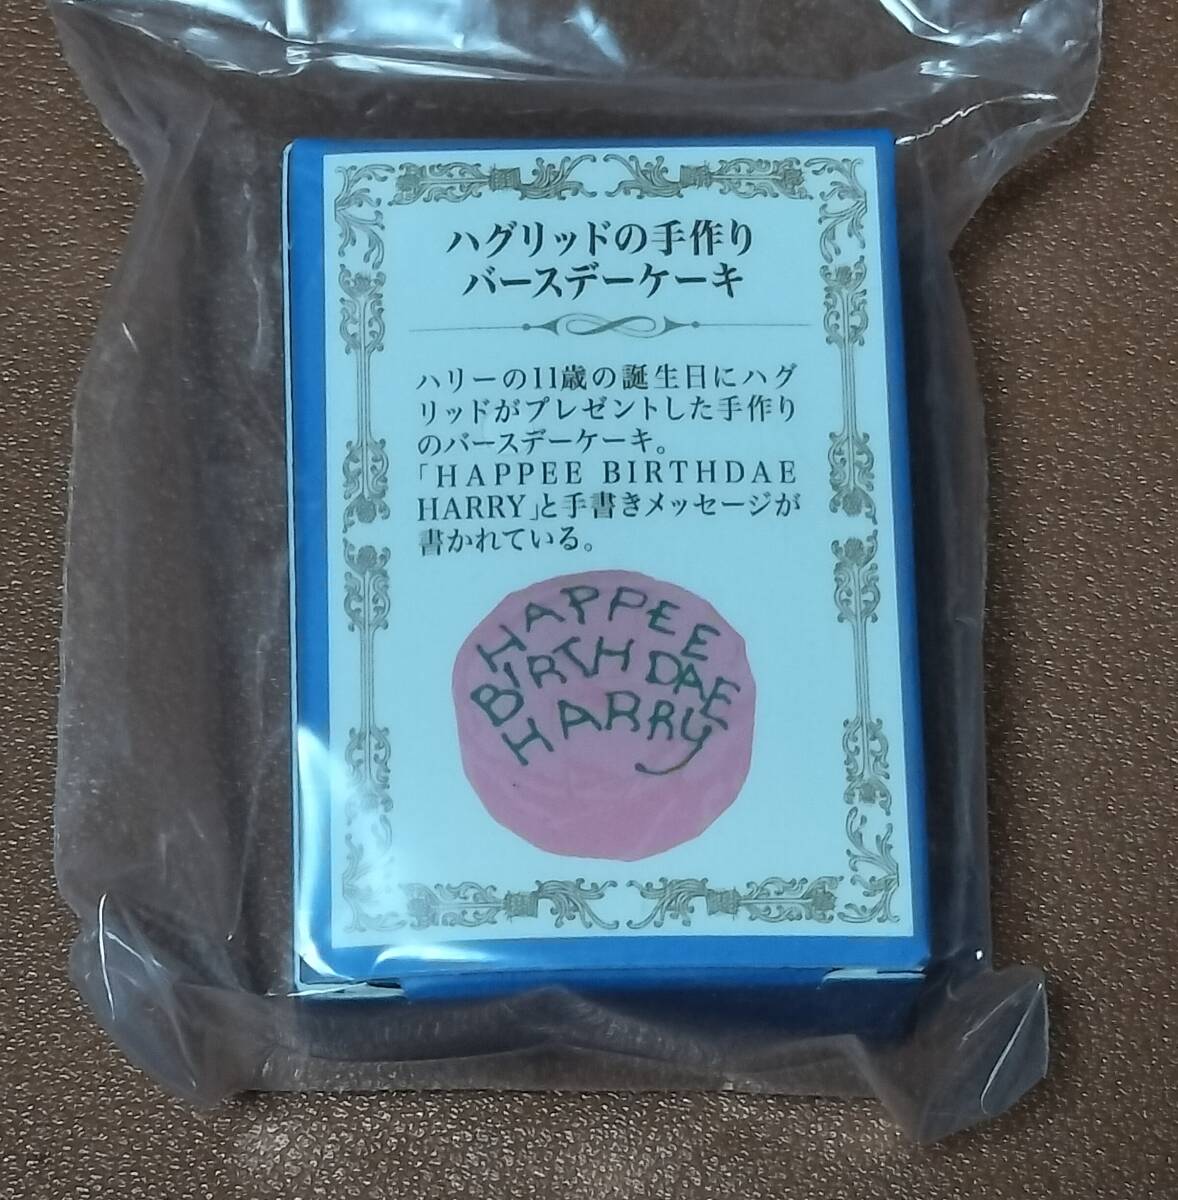 ハグリッドの手作り
バースデーケーキ
ハリーの11歳の誕生日にハグ
リッドがプレゼントした手作り
のバースデーケーキ。
「HAPPEE BIRTHDAE
HARRY」と手書きメッセージが
書かれている。
HAPPEE
BIRTHDAE
HARRY